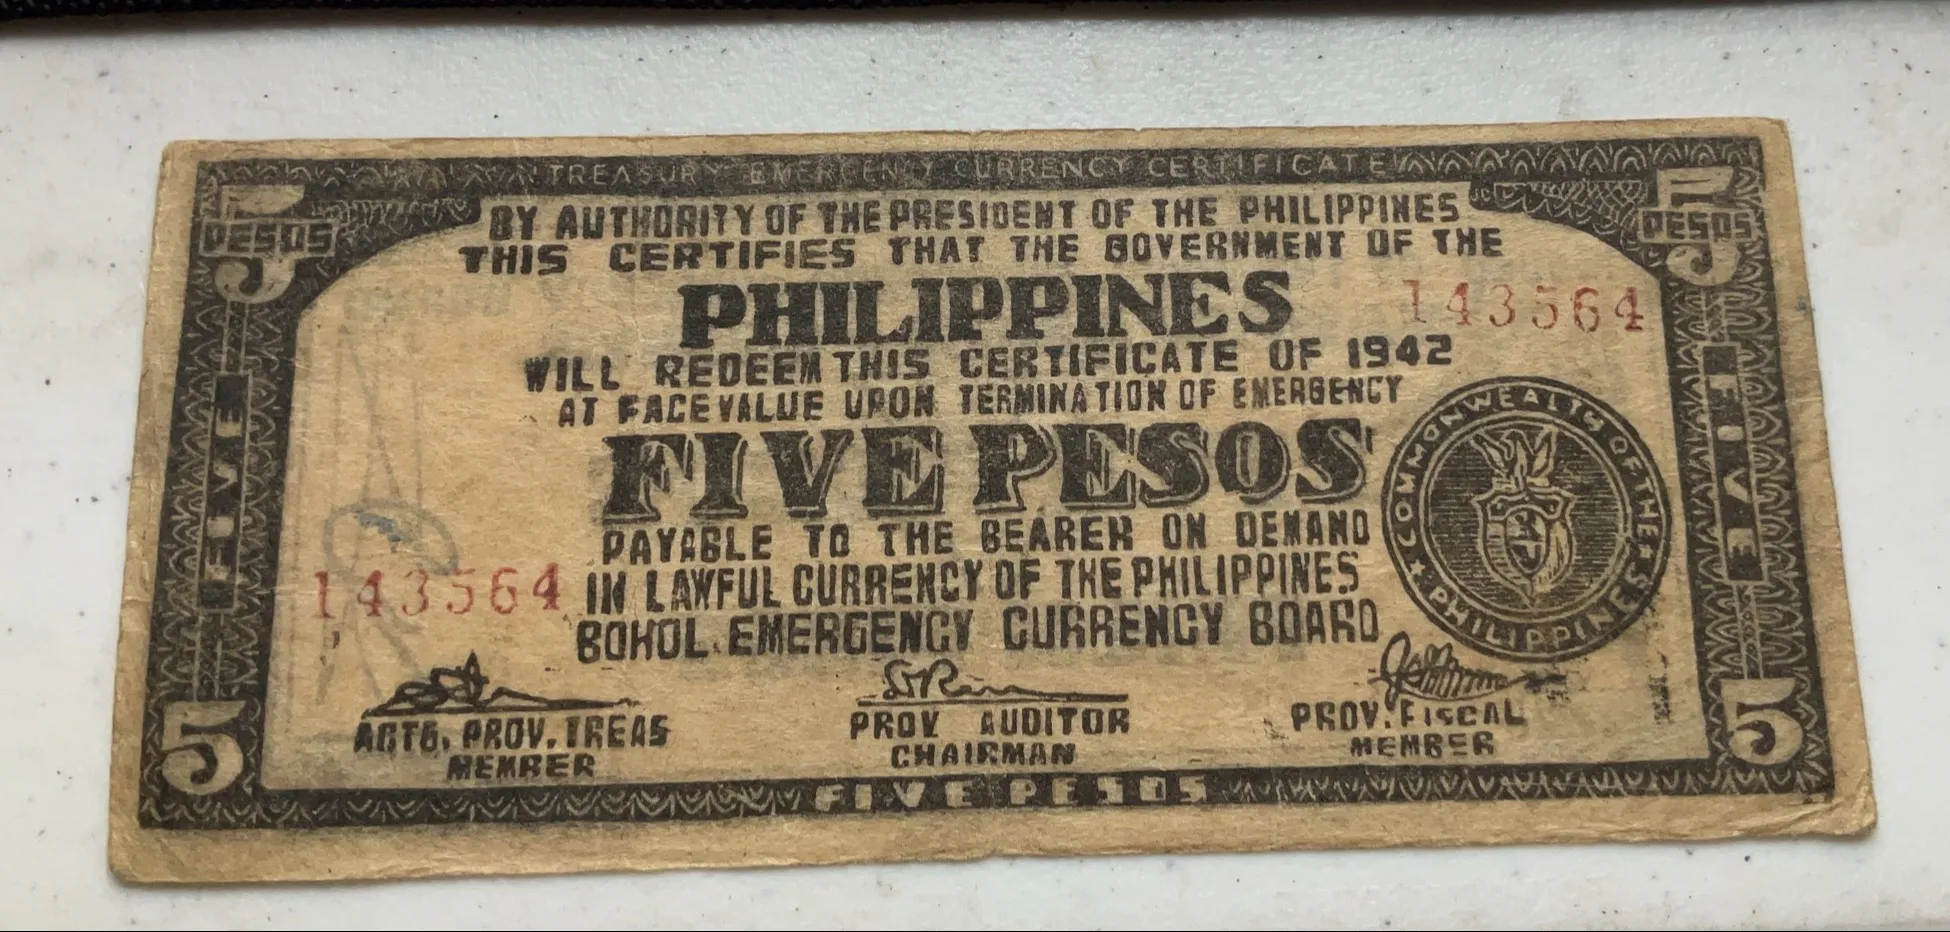 TREASURY EMERGENCY CURRENCY CERTIFICATE
5 PESOS
5 PESOS
BY AUTHORITY OF THE PRESIDENT OF THE PHILIPPINES
THIS CERTIFIES THAT THE GOVERNMENT OF THE
PHILIPPINES
143564
WILL REDEEM THIS CERTIFICATE OF 1942
AT FACE VALUE UPON TERMINATION OF EMERGENCY
FIVE PESOS
FIVE
FIVE
COMMONWEALTH OF THE PHILIPPINES
PAYABLE TO THE BEARER ON DEMAND
143564
IN LAWFUL CURRENCY OF THE PHILIPPINES
BOHOL EMERGENCY CURRENCY BOARD
ACTG. PROV. TREAS
MEMBER
PROV AUDITOR
CHAIRMAN
PROV. FISCAL
MEMBER
5
5
FIVE PESOS